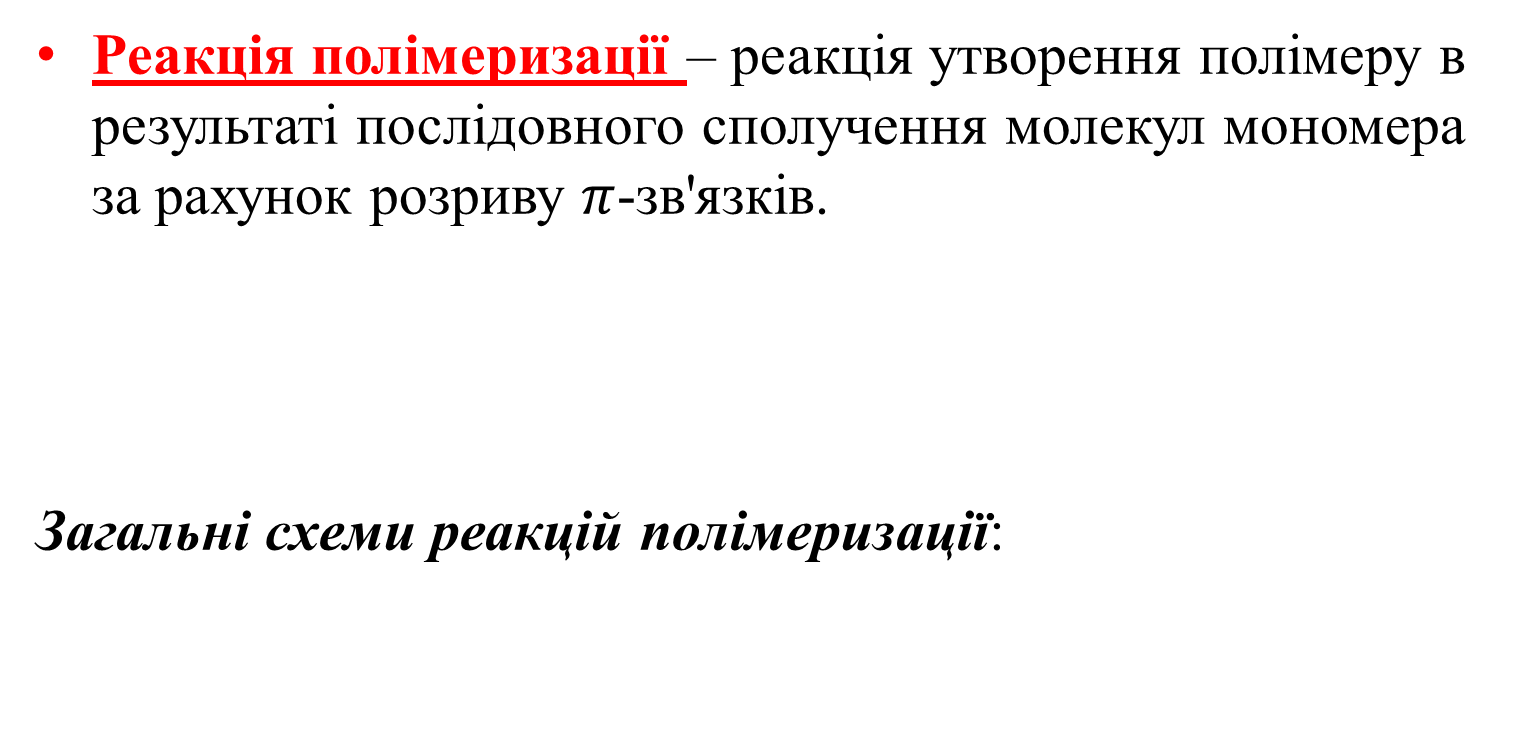 • Реакція полімеризації – реакція утворення полімеру в
результаті послідовного сполучення молекул мономера
за рахунок розриву 𝜋-зв'язків.
Загальні схеми реакцій полімеризації: